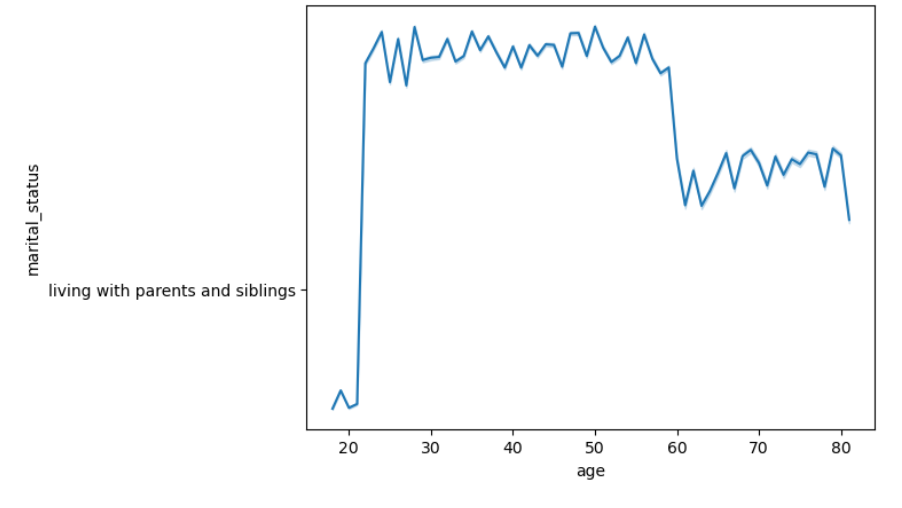 marital_status
living with parents and siblings
20 30 40 50 60 70 80
age